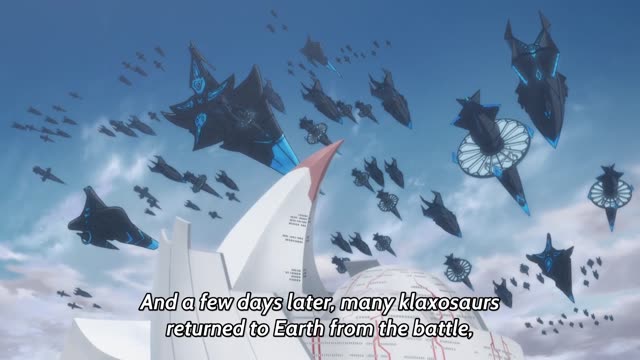 And a few days later, many klaxosaurs
returned to Earth from the battle,